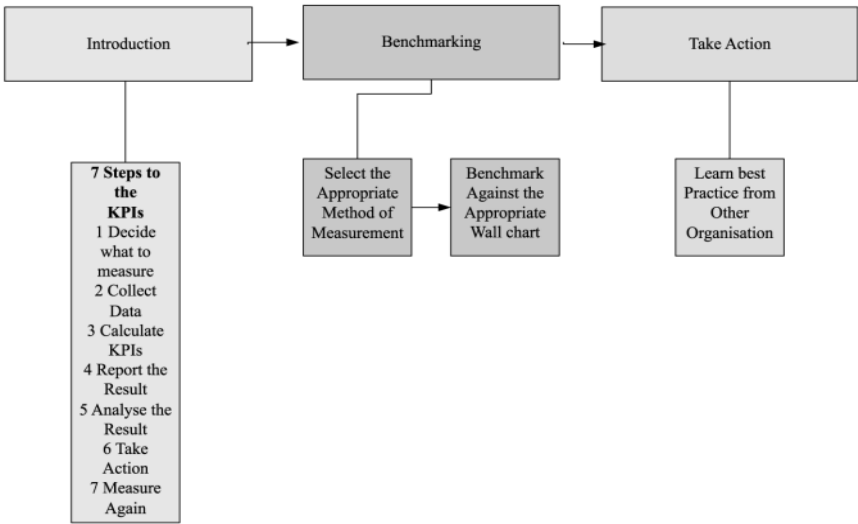 Introduction
Benchmarking
Take Action
7 Steps to
the
KPIs
1 Decide
what to
measure
2 Collect
Data
3 Calculate
KPIs
4 Report the
Result
5 Analyse the
Result
6 Take
Action
7 Measure
Again
Select the
Appropriate
Method of
Measurement
Benchmark
Against the
Appropriate
Wall chart
Learn best
Practice from
Other
Organisation